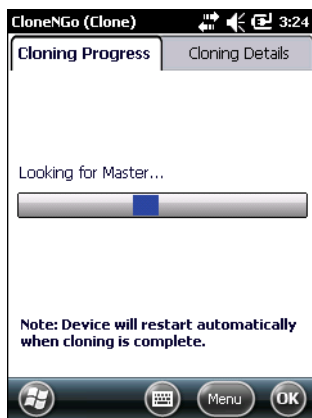 CloneNGo (Clone) 3:24
Cloning Progress Cloning Details
Looking for Master...
Note: Device will restart automatically
when cloning is complete.
Menu OK